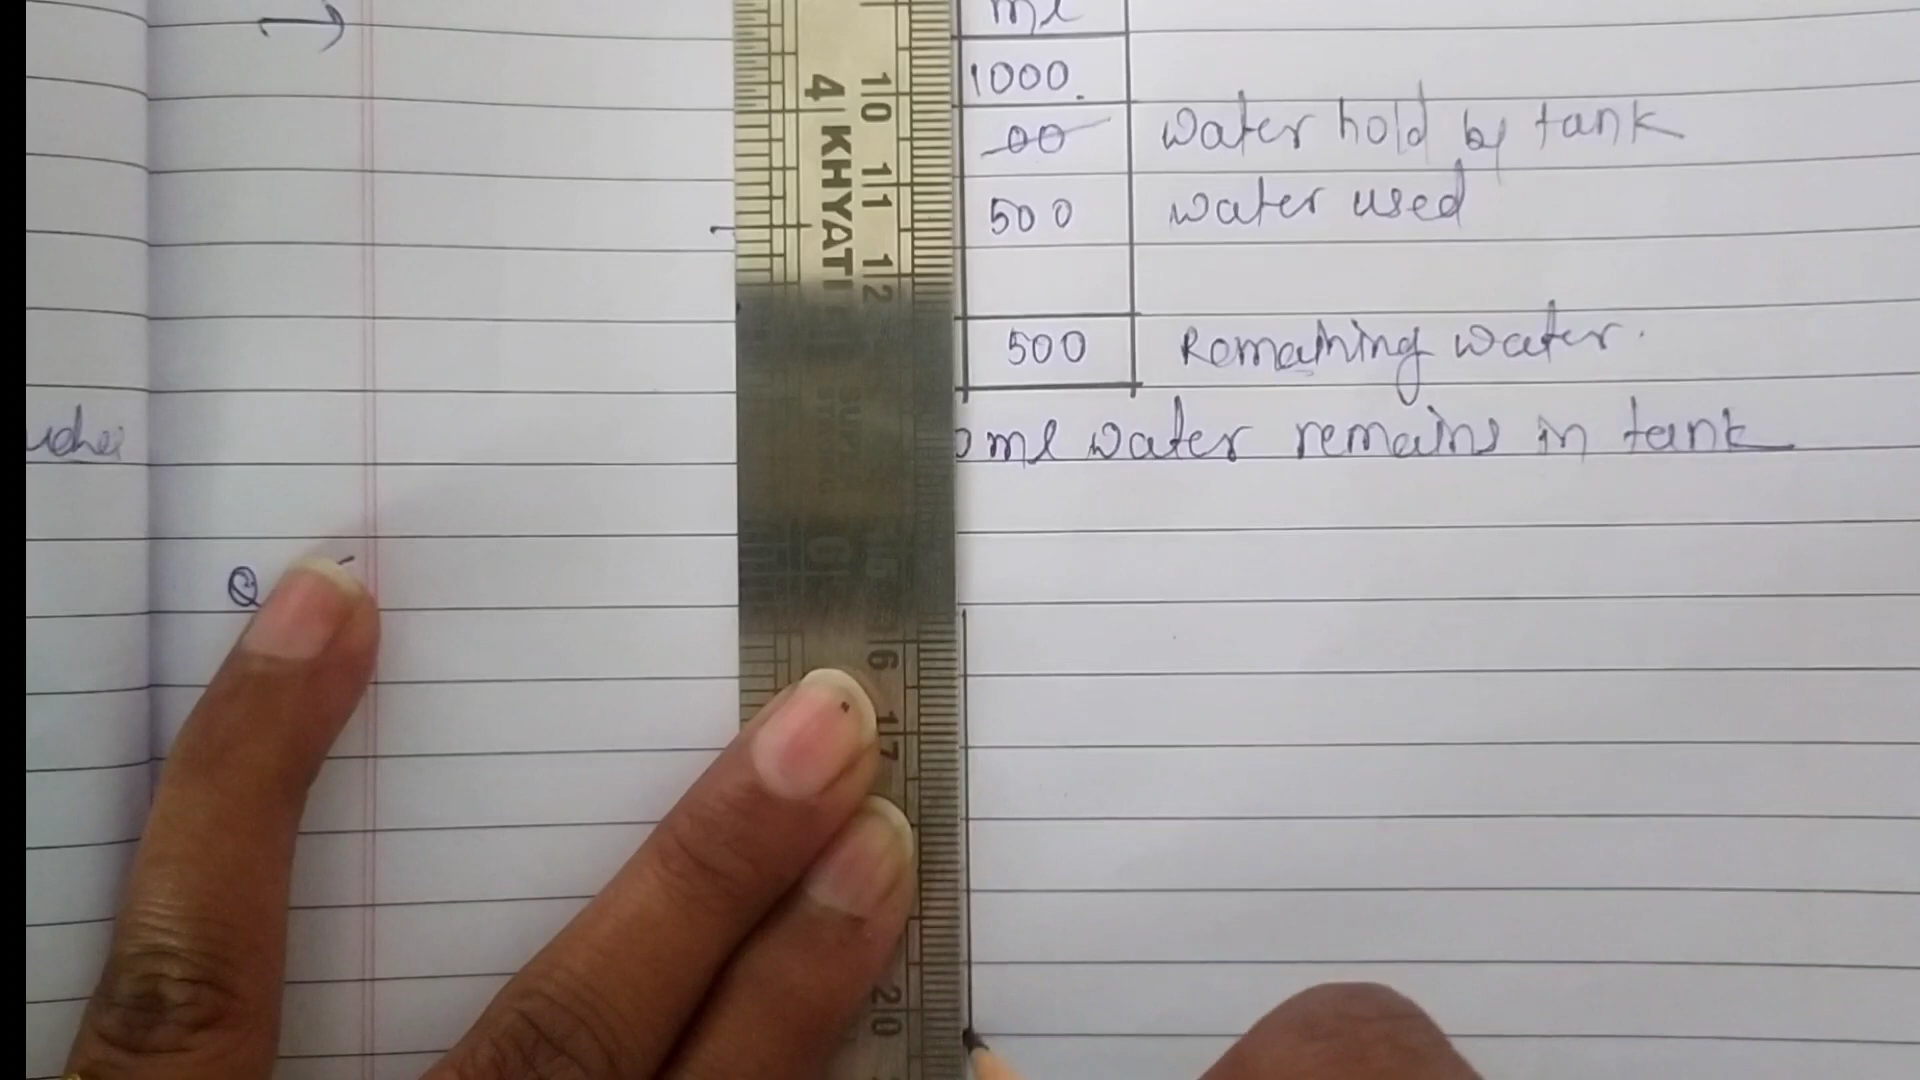 ml
1000.
00 water hold by tank
500 water used
500 Remaining water.
0 ml water remains in tank
Q
10
11
12
16
17
20
4 KHYATI